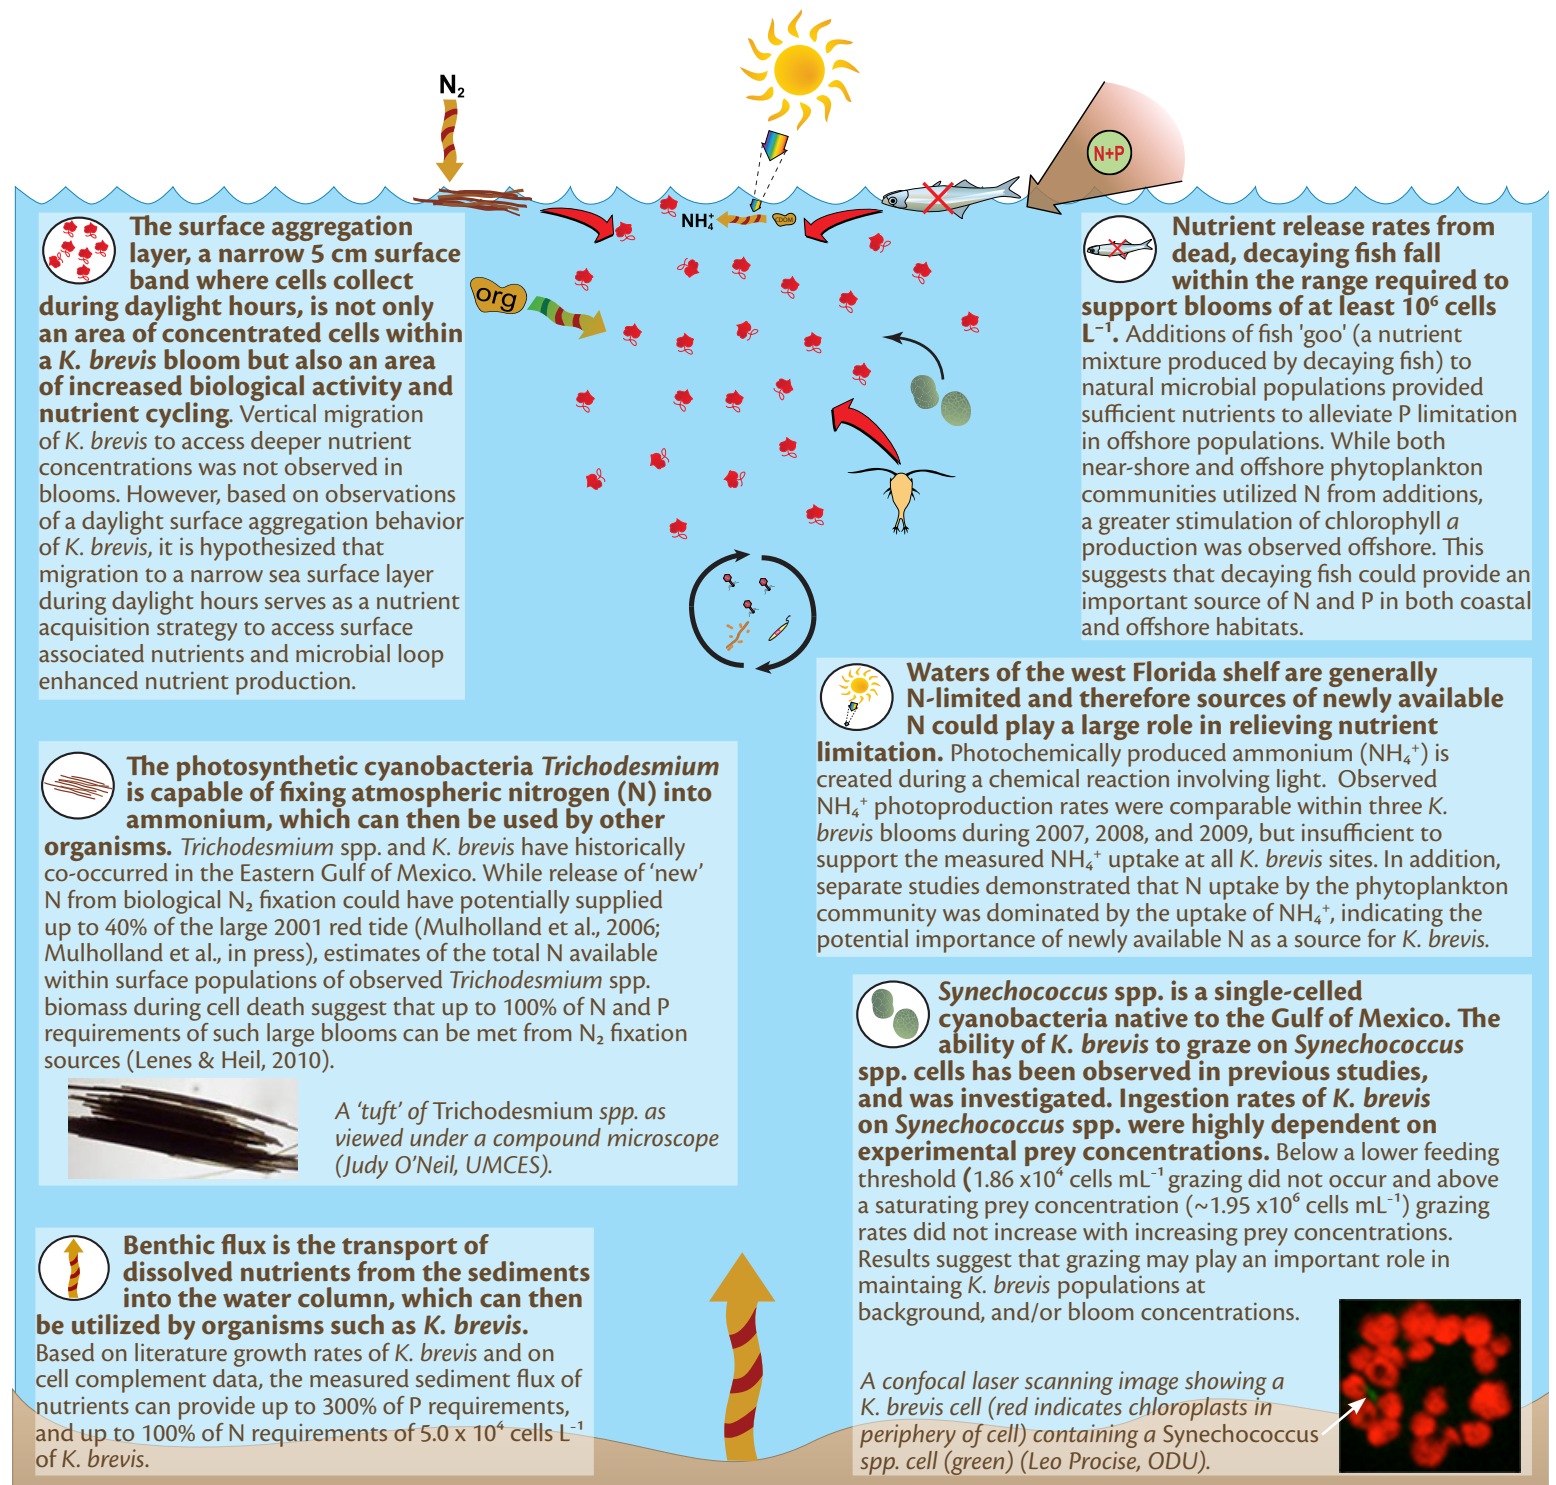 N₂
N+P
NH₄⁺
CDOM
org
The surface aggregation
layer, a narrow 5 cm surface
band where cells collect
during daylight hours, is not only
an area of concentrated cells within
a K. brevis bloom but also an area
of increased biological activity and
nutrient cycling. Vertical migration
of K. brevis to access deeper nutrient
concentrations was not observed in
blooms. However, based on observations
of a daylight surface aggregation behavior
of K. brevis, it is hypothesized that
migration to a narrow sea surface layer
during daylight hours serves as a nutrient
acquisition strategy to access surface
associated nutrients and microbial loop
enhanced nutrient production.
Nutrient release rates from
dead, decaying fish fall
within the range required to
support blooms of at least 10⁶ cells
L⁻¹. Additions of fish 'goo' (a nutrient
mixture produced by decaying fish) to
natural microbial populations provided
sufficient nutrients to alleviate P limitation
in offshore populations. While both
near-shore and offshore phytoplankton
communities utilized N from additions,
a greater stimulation of chlorophyll a
production was observed offshore. This
suggests that decaying fish could provide an
important source of N and P in both coastal
and offshore habitats.
Waters of the west Florida shelf are generally
N-limited and therefore sources of newly available
N could play a large role in relieving nutrient
limitation. Photochemically produced ammonium (NH₄⁺) is
created during a chemical reaction involving light. Observed
NH₄⁺ photoproduction rates were comparable within three K.
brevis blooms during 2007, 2008, and 2009, but insufficient to
support the measured NH₄⁺ uptake at all K. brevis sites. In addition,
separate studies demonstrated that N uptake by the phytoplankton
community was dominated by the uptake of NH₄⁺, indicating the
potential importance of newly available N as a source for K. brevis.
The photosynthetic cyanobacteria Trichodesmium
is capable of fixing atmospheric nitrogen (N) into
ammonium, which can then be used by other
organisms. Trichodesmium spp. and K. brevis have historically
co-occurred in the Eastern Gulf of Mexico. While release of ‘new’
N from biological N₂ fixation could have potentially supplied
up to 40% of the large 2001 red tide (Mulholland et al., 2006;
Mulholland et al., in press), estimates of the total N available
within surface populations of observed Trichodesmium spp.
biomass during cell death suggest that up to 100% of N and P
requirements of such large blooms can be met from N₂ fixation
sources (Lenes & Heil, 2010).
A ‘tuft’ of Trichodesmium spp. as
viewed under a compound microscope
(Judy O’Neil, UMCES).
Synechococcus spp. is a single-celled
cyanobacteria native to the Gulf of Mexico. The
ability of K. brevis to graze on Synechococcus
spp. cells has been observed in previous studies,
and was investigated. Ingestion rates of K. brevis
on Synechococcus spp. were highly dependent on
experimental prey concentrations. Below a lower feeding
threshold (1.86 x10⁴ cells mL⁻¹ grazing did not occur and above
a saturating prey concentration (~1.95 x10⁶ cells mL⁻¹) grazing
rates did not increase with increasing prey concentrations.
Results suggest that grazing may play an important role in
maintaing K. brevis populations at
background, and/or bloom concentrations.
A confocal laser scanning image showing a
K. brevis cell (red indicates chloroplasts in
periphery of cell) containing a Synechococcus
spp. cell (green) (Leo Procise, ODU).
Benthic flux is the transport of
dissolved nutrients from the sediments
into the water column, which can then
be utilized by organisms such as K. brevis.
Based on literature growth rates of K. brevis and on
cell complement data, the measured sediment flux of
nutrients can provide up to 300% of P requirements,
and up to 100% of N requirements of 5.0 x 10⁴ cells L⁻¹
of K. brevis.